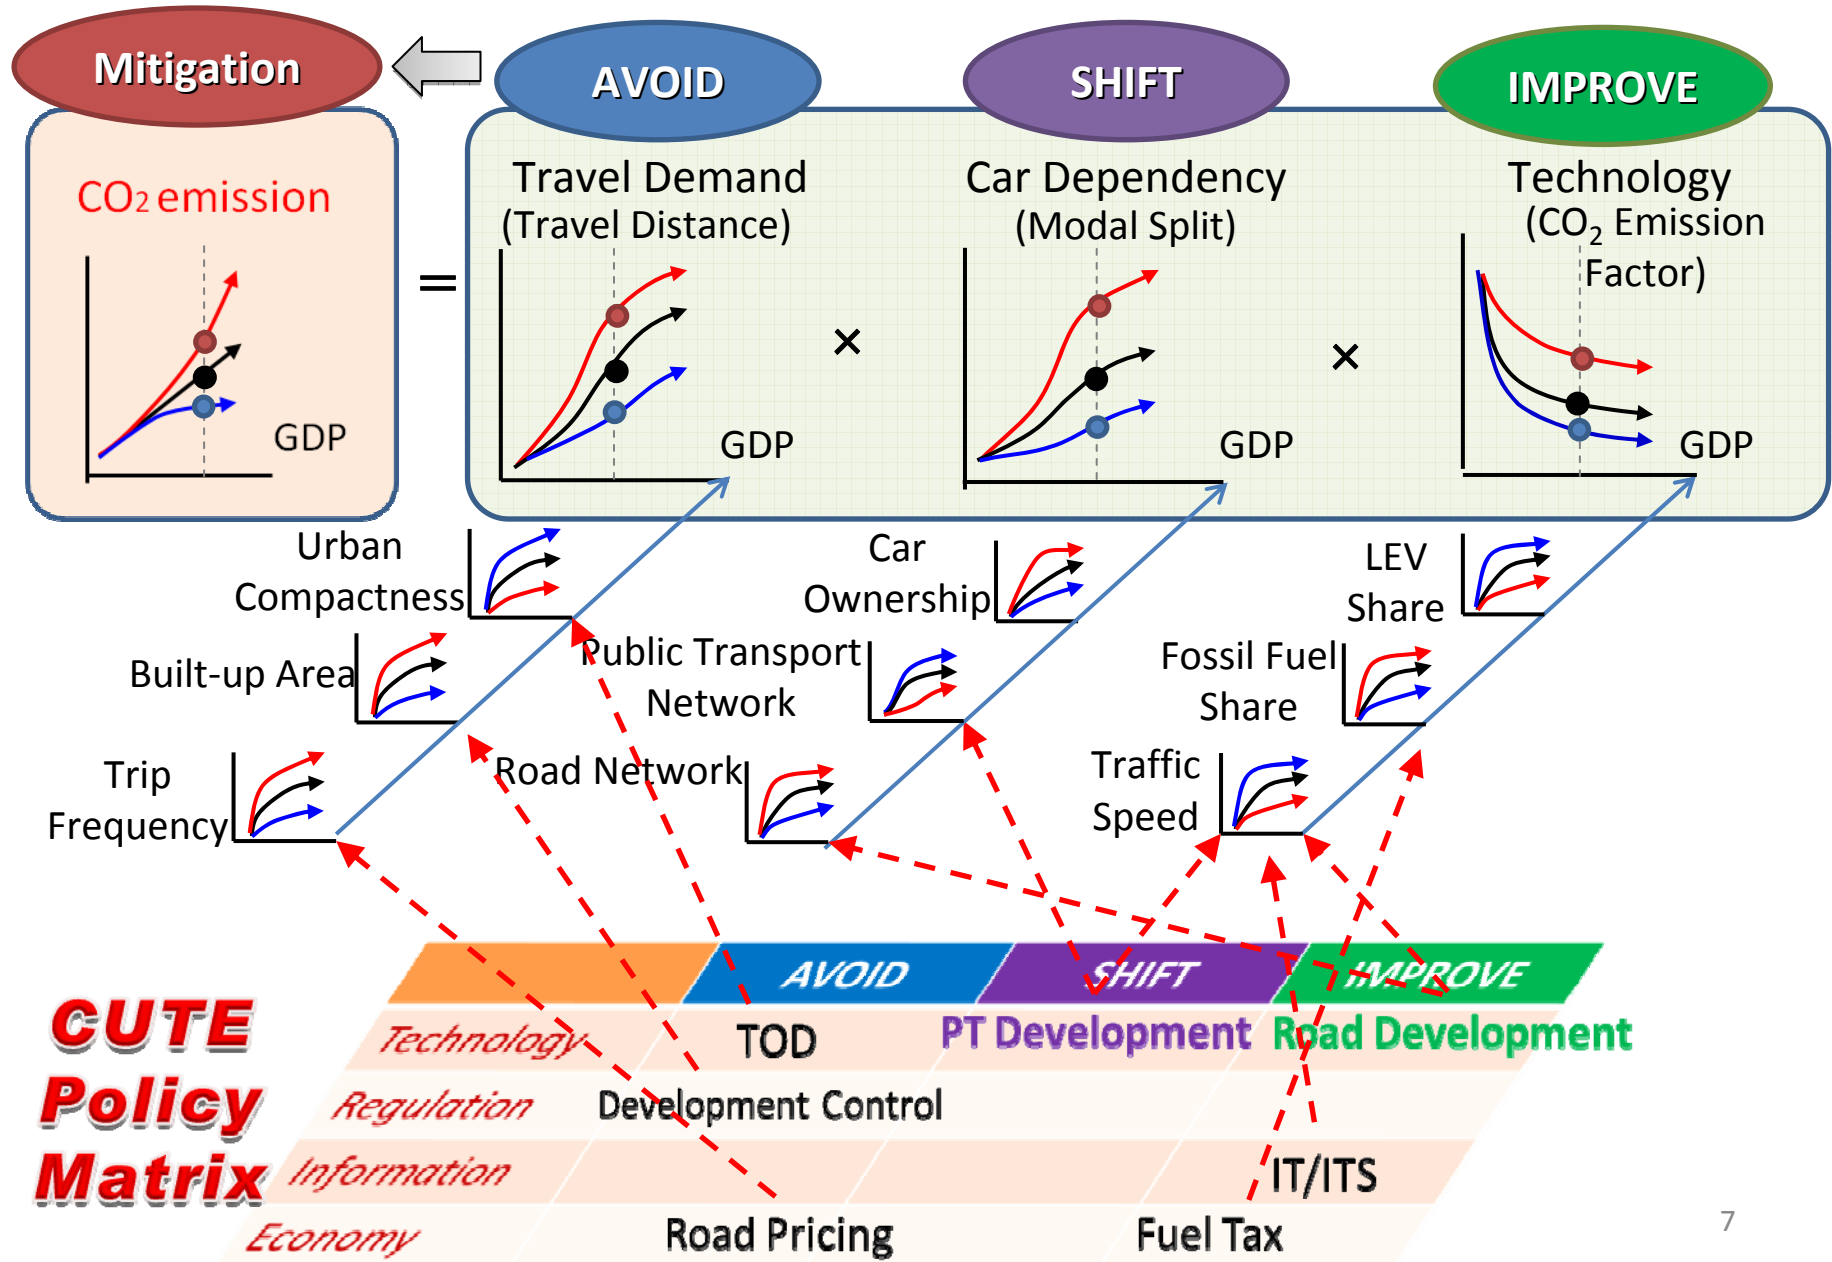 Mitigation
AVOID
SHIFT
IMPROVE
CO2 emission
GDP
=
Travel Demand
(Travel Distance)
GDP
×
Car Dependency
(Modal Split)
GDP
×
Technology
(CO2 Emission
Factor)
GDP
Urban
Compactness
Built-up Area
Trip
Frequency
Car
Ownership
Public Transport
Network
Road Network
LEV
Share
Fossil Fuel
Share
Traffic
Speed
CUTE
Policy
Matrix
AVOID
SHIFT
IMPROVE
Technology
TOD
PT Development
Road Development
Regulation
Development Control
Information
IT/ITS
Economy
Road Pricing
Fuel Tax
7